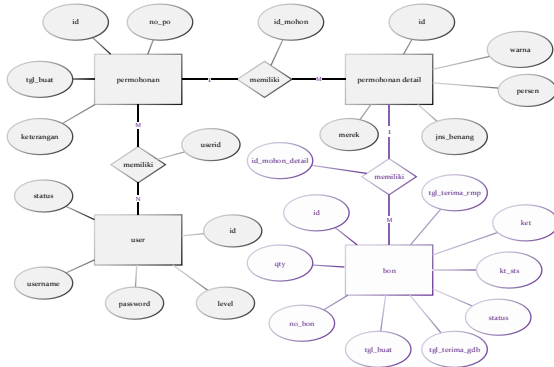 id
no_po
id_mohon
id
warna
permohonan
1
memiliki
M
permohonan detail
tgl_buat
persen
keterangan
merek
jns_benang
M
1
userid
id_mohon_detail
memiliki
memiliki
tgl_terima_rmp
status
N
M
id
ket
user
id
qty
bon
kt_sts
username
password
level
no_bon
status
tgl_buat
tgl_terima_gdb